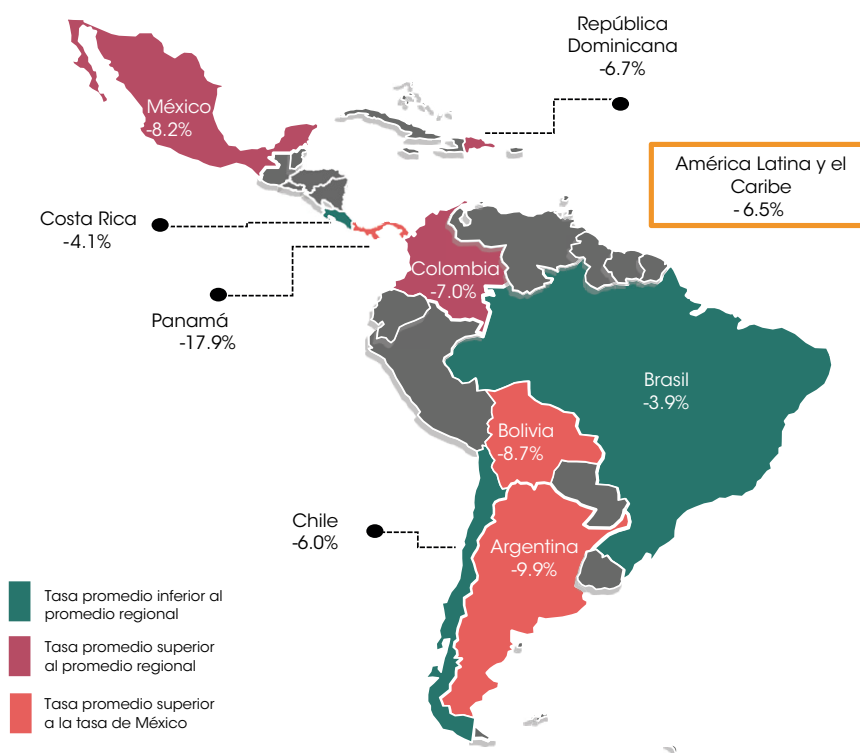 República
Dominicana
-6.7%
México
-8.2%
América Latina y el
Caribe
- 6.5%
Costa Rica
-4.1%
Colombia
-7.0%
Panamá
-17.9%
Brasil
-3.9%
Bolivia
-8.7%
Chile
-6.0%
Argentina
-9.9%
Tasa promedio inferior al
promedio regional
Tasa promedio superior
al promedio regional
Tasa promedio superior
a la tasa de México